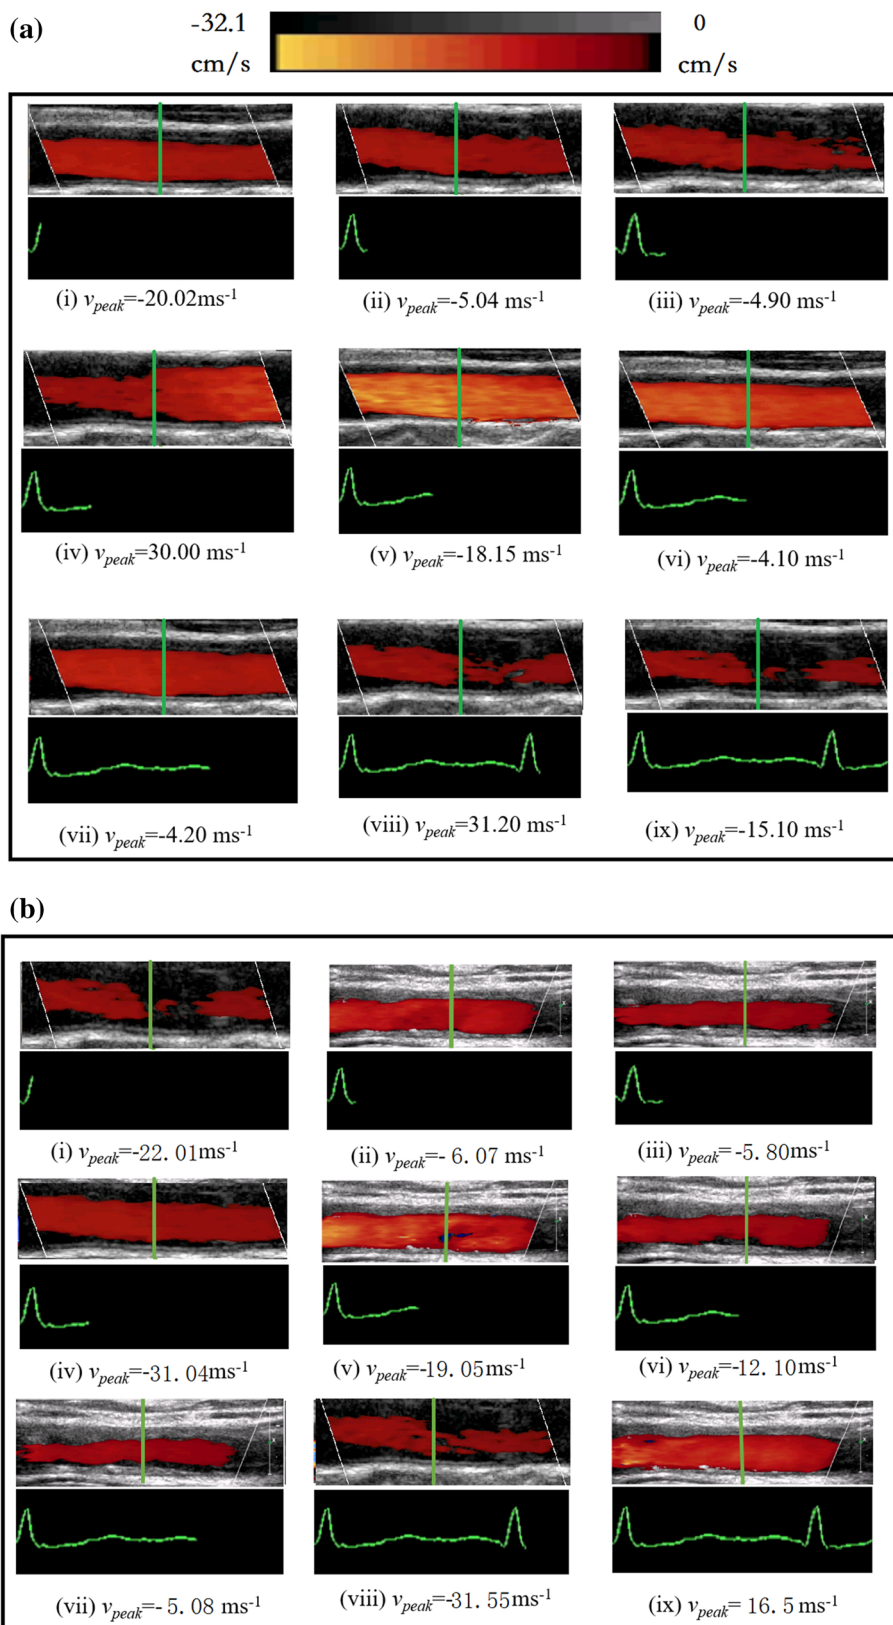 (a)
-32.1 0
cm/s cm/s
(i) vpeak=-20.02ms-1
(ii) vpeak=-5.04 ms-1
(iii) vpeak=-4.90 ms-1
(iv) vpeak=30.00 ms-1
(v) vpeak=-18.15 ms-1
(vi) vpeak=-4.10 ms-1
(vii) vpeak=-4.20 ms-1
(viii) vpeak=31.20 ms-1
(ix) vpeak=-15.10 ms-1
(b)
(i) vpeak=-22.01ms-1
(ii) vpeak=- 6.07 ms-1
(iii) vpeak= -5.80ms-1
(iv) vpeak=-31.04ms-1
(v) vpeak=-19.05ms-1
(vi) vpeak=-12.10ms-1
(vii) vpeak=- 5.08 ms-1
(viii) vpeak=-31.55ms-1
(ix) vpeak= 16.5ms-1